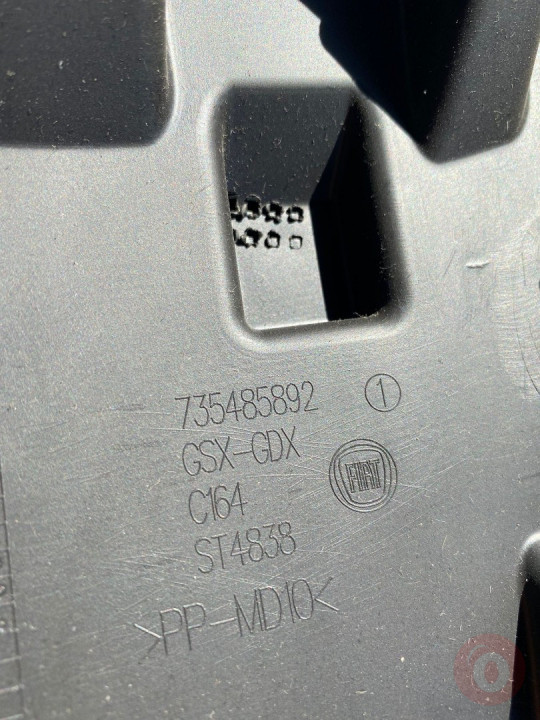 735485892 1
GSX-GDX
FIAT
C164
ST4838
>PP-MD10<